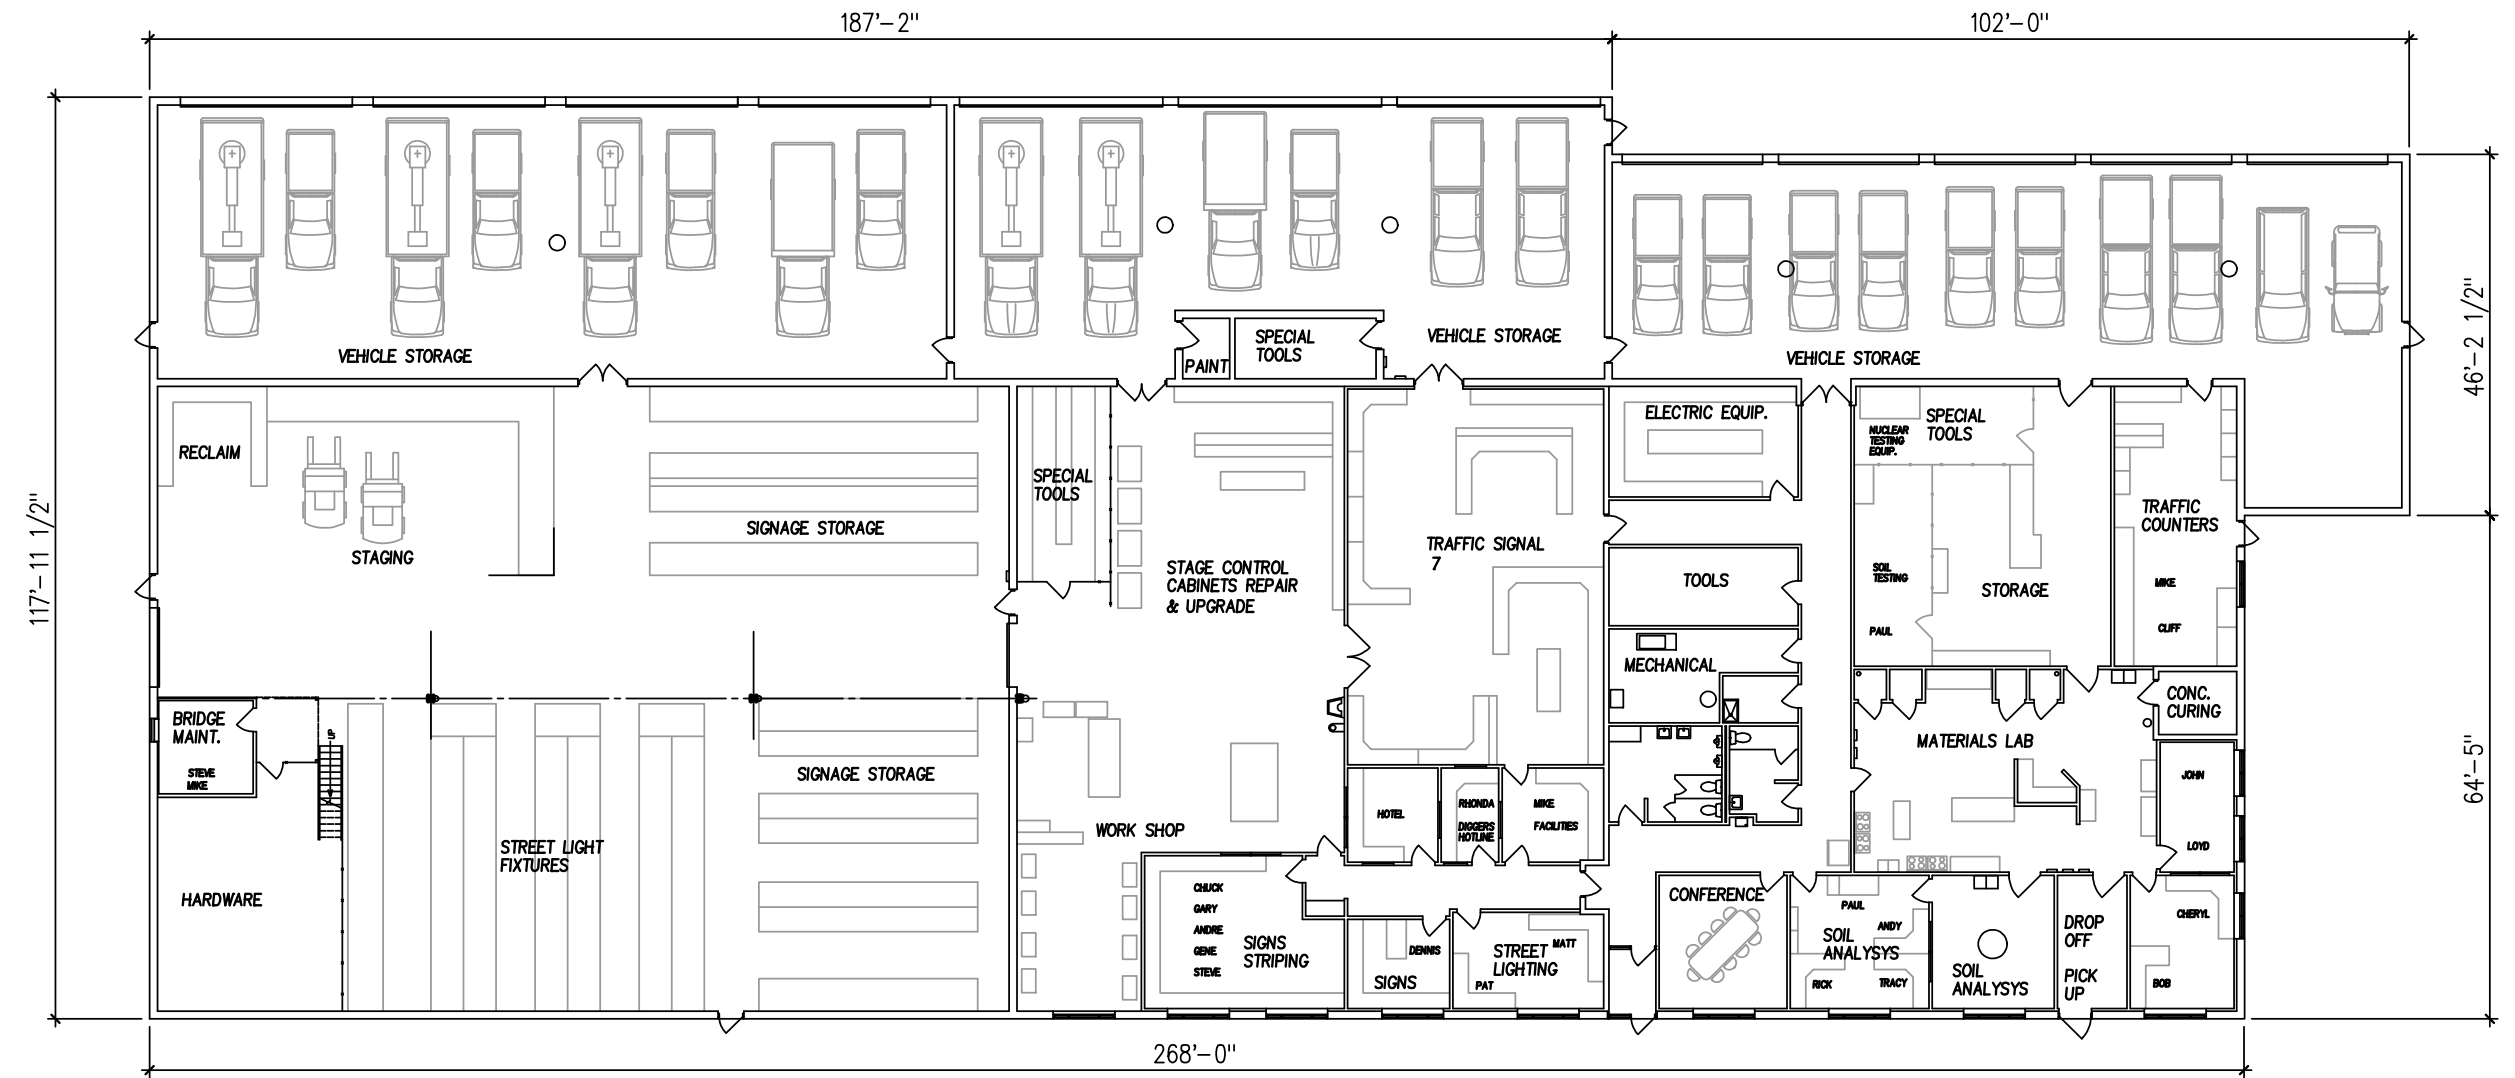 187'-2"
102'-0"
117'-11 1/2"
46'-2 1/2"
64'-5"
268'-0"
VEHICLE STORAGE
PAINT
SPECIAL
TOOLS
VEHICLE STORAGE
VEHICLE STORAGE
RECLAIM
STAGING
SIGNAGE STORAGE
SPECIAL
TOOLS
STAGE CONTROL
CABINETS REPAIR
& UPGRADE
TRAFFIC SIGNAL
7
ELECTRIC EQUIP.
TOOLS
MECHANICAL
NUCLEAR
TESTING
EQUIP.
SPECIAL
TOOLS
SOIL
TESTING
PAUL
STORAGE
TRAFFIC
COUNTERS
MIKE
CLIFF
CONC.
CURING
MATERIALS LAB
JOHN
LOYD
BRIDGE
MAINT.
STEVE
MIKE
UP
HARDWARE
STREET LIGHT
FIXTURES
SIGNAGE STORAGE
WORK SHOP
HOTEL
RHONDA
DIGGERS
HOTLINE
MIKE
FACILITIES
CHUCK
GARY
ANDRE
GENE
STEVE
SIGNS
STRIPING
DENNIS
SIGNS
STREET
LIGHTING
MATT
PAT
CONFERENCE
PAUL
ANDY
SOIL
ANALYSYS
RICK
TRACY
SOIL
ANALYSYS
DROP
OFF
PICK
UP
CHERYL
BOB